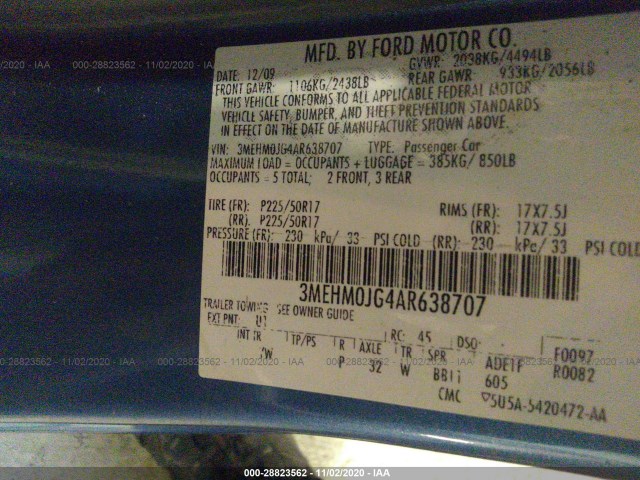 MFD. BY FORD MOTOR CO.
DATE: 12/09 GVWR: 2038KG/4494LB
FRONT GAWR: 1106KG/2438LB REAR GAWR: 933KG/2056LB
THIS VEHICLE CONFORMS TO ALL APPLICABLE FEDERAL MOTOR
VEHICLE SAFETY, BUMPER, AND THEFT PREVENTION STANDARDS
IN EFFECT ON THE DATE OF MANUFACTURE SHOWN ABOVE.
VIN: 3MEHM0JG4AR638707 TYPE: Passenger Car
MAXIMUM LOAD = OCCUPANTS + LUGGAGE = 385KG/ 850LB
OCCUPANTS = 5 TOTAL; 2 FRONT, 3 REAR
TIRE (FR): P225/50R17 RIMS (FR): 17X7.5J
(RR): P225/50R17 (RR): 17X7.5J
PRESSURE (FR): 230 kPa/ 33 PSI COLD (RR): 230 kPa/ 33 PSI COLD
3MEHM0JG4AR638707
TRAILER TOWING- SEE OWNER GUIDE
EXT PNT: RC: 45 DSO: F0097
INT TR TP/PS R AXLE TR SPR ADE1F R0082
W P 32 W BB11 605
CMC 5U5A-5420472-AA
000-28823562 - 11/02/2020 - IAA